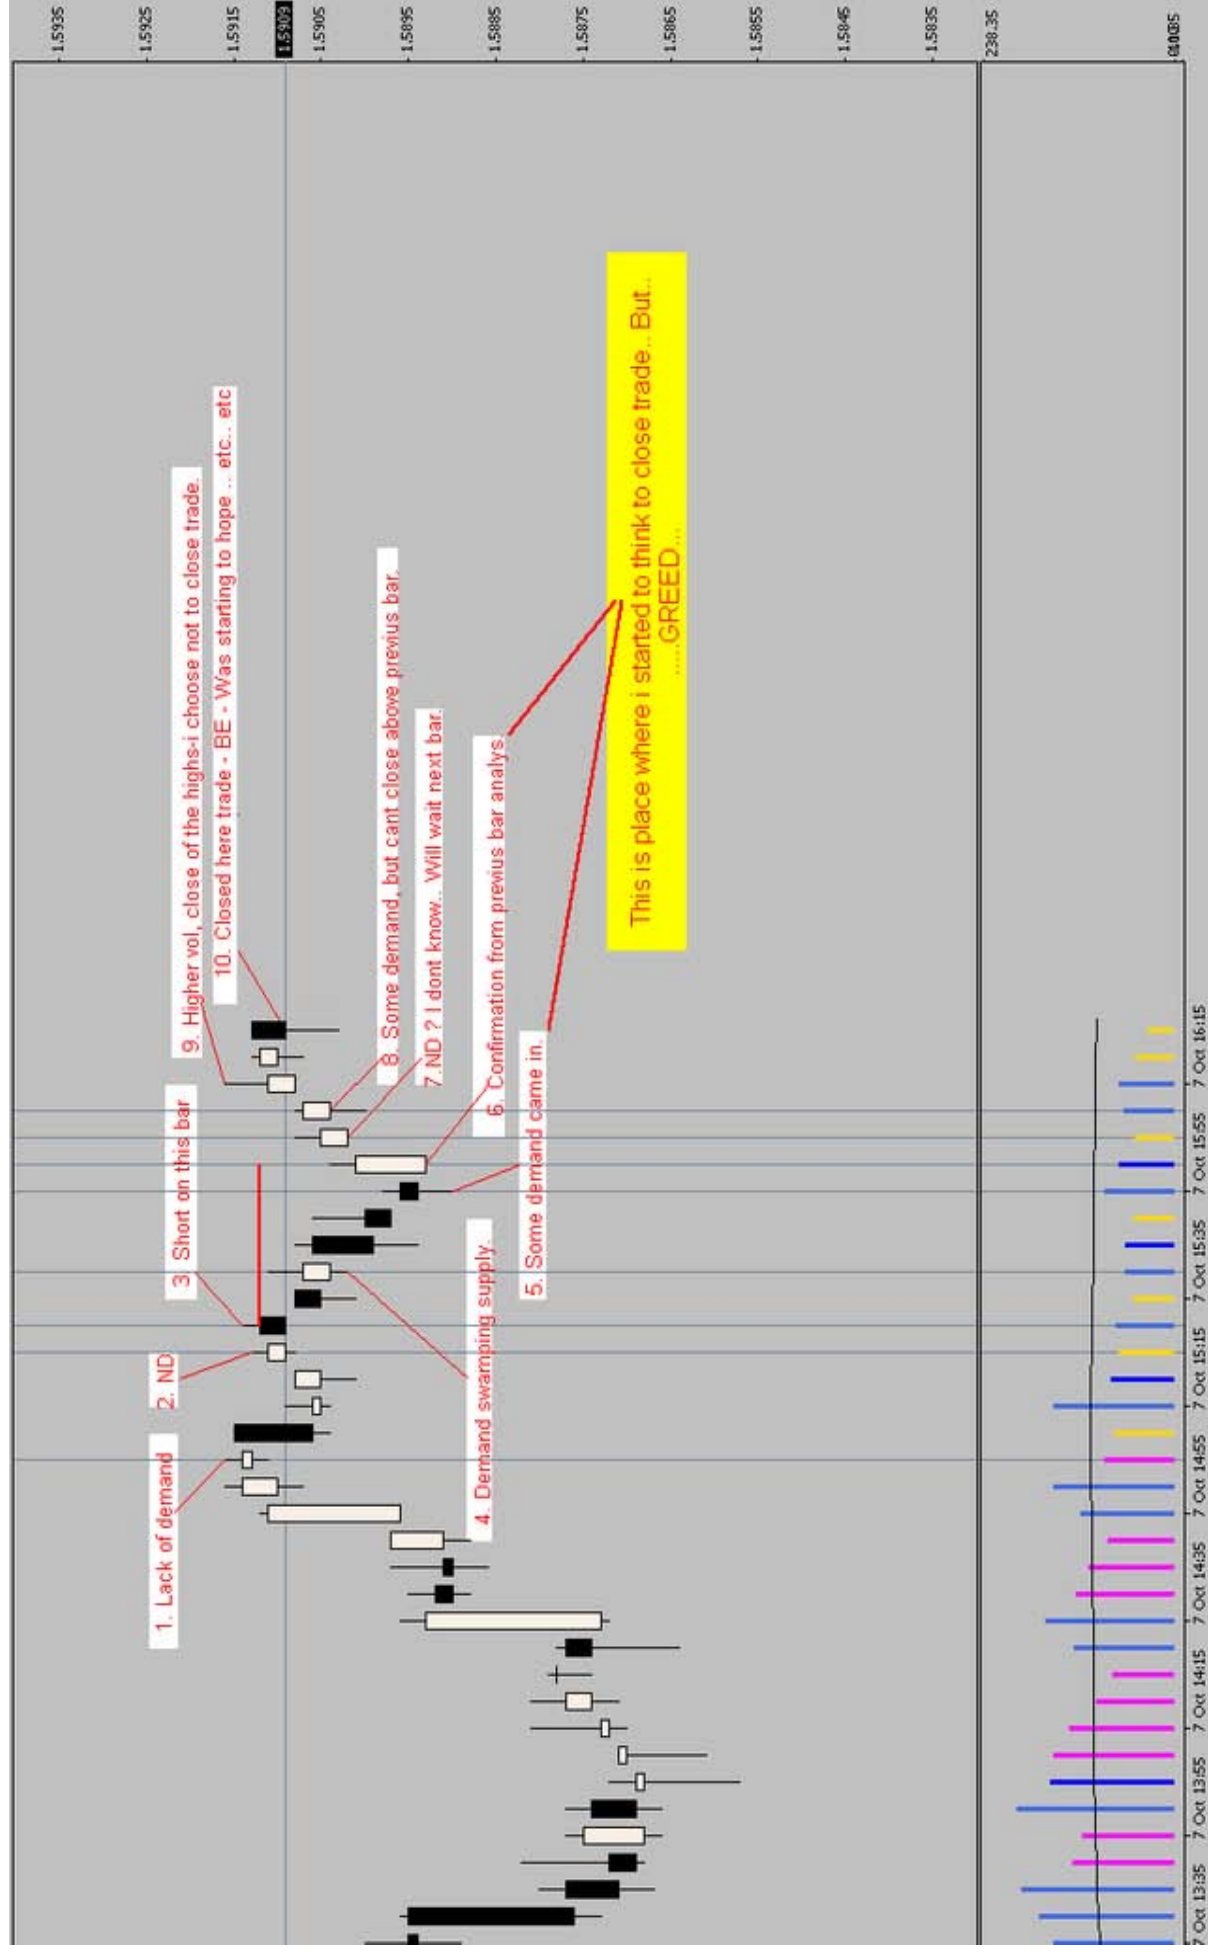 1.5935
1.5925
1.5915
1.5909
1.5905
1.5895
1.5885
1.5875
1.5865
1.5855
1.5845
1.5835
238.35
1. Lack of demand
2. ND
3. Short on this bar
9. Higher vol, close of the highs-i choose not to close trade.
10. Closed here trade - BE - Was starting to hope .. etc.. etc
8. Some demand, but cant close above previus bar.
7.ND ? I dont know.. Will wait next bar.
6. Confirmation from previus bar analys.
4. Demand swamping supply.
5. Some demand came in.
This is place where i started to think to close trade.. But..
.....GREED...
7 Oct 13:35
7 Oct 13:55
7 Oct 14:15
7 Oct 14:35
7 Oct 14:55
7 Oct 15:15
7 Oct 15:35
7 Oct 15:55
7 Oct 16:15